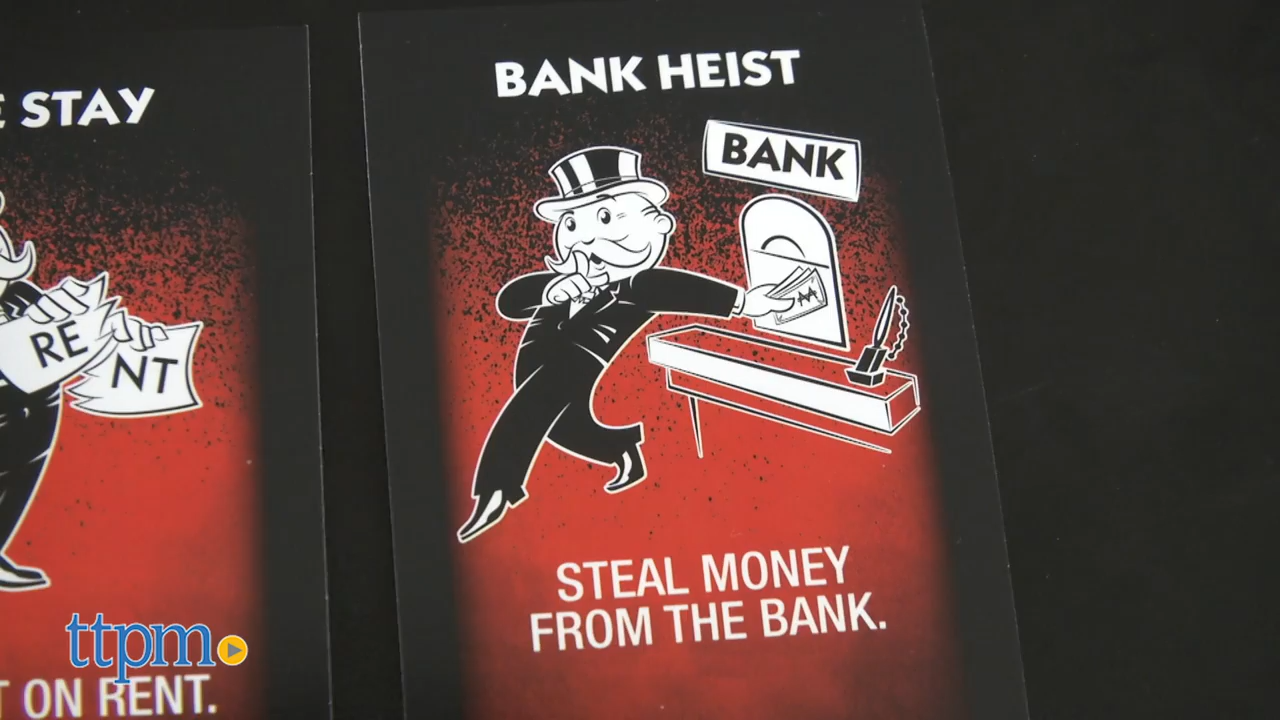 E STAY
RE
NT
T ON RENT.
BANK HEIST
BANK
STEAL MONEY
FROM THE BANK.
ttpm